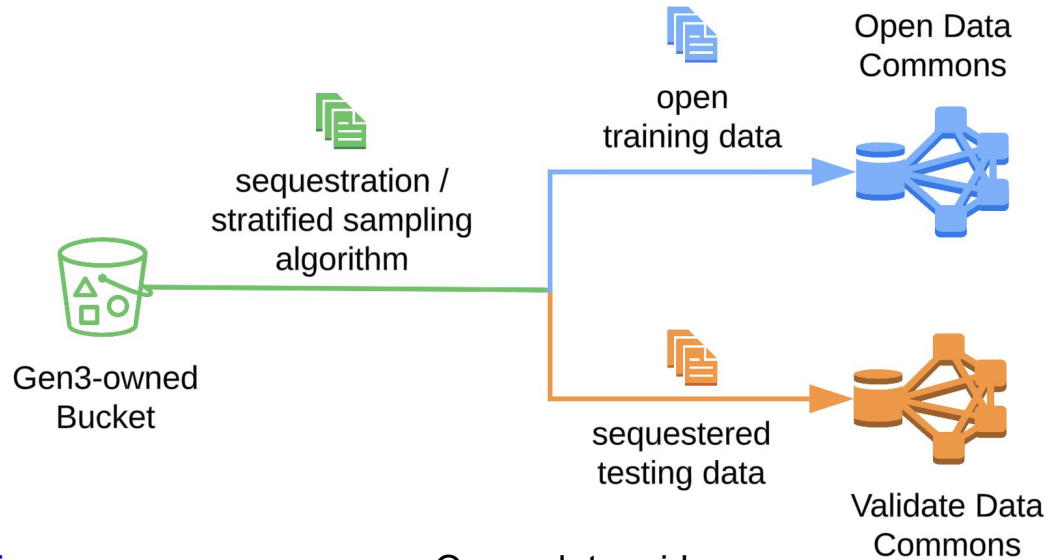 Open Data
Commons
open
training data
sequestration /
stratified sampling
algorithm
Gen3-owned
Bucket
sequestered
testing data
Validate Data
Commons